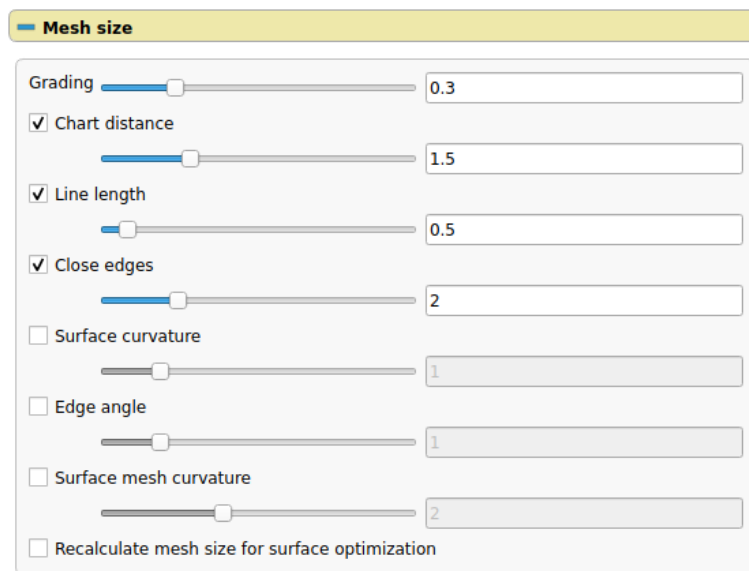 Mesh size
Grading 0.3
Chart distance
1.5
Line length
0.5
Close edges
2
Surface curvature
1
Edge angle
1
Surface mesh curvature
2
Recalculate mesh size for surface optimization